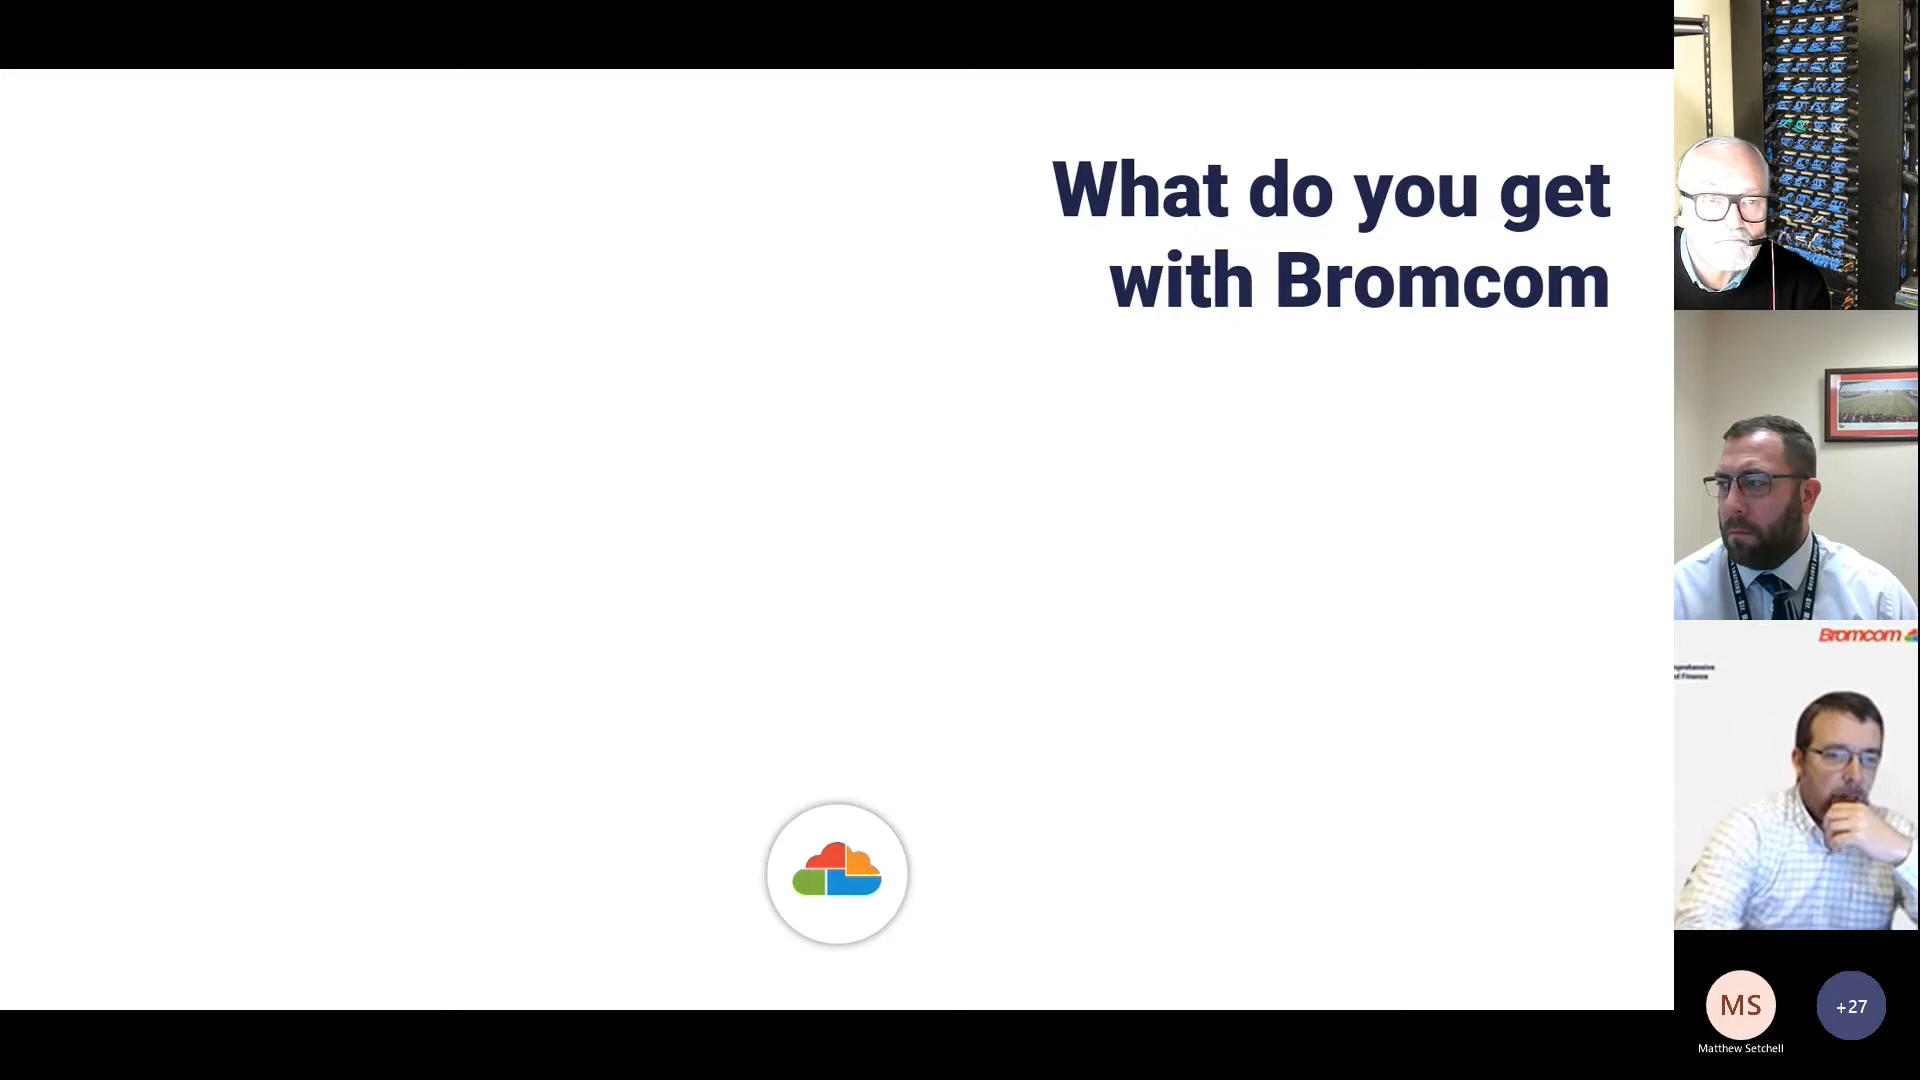 What do you get
with Bromcom
Bromcom
MS
+27
Matthew Setchell